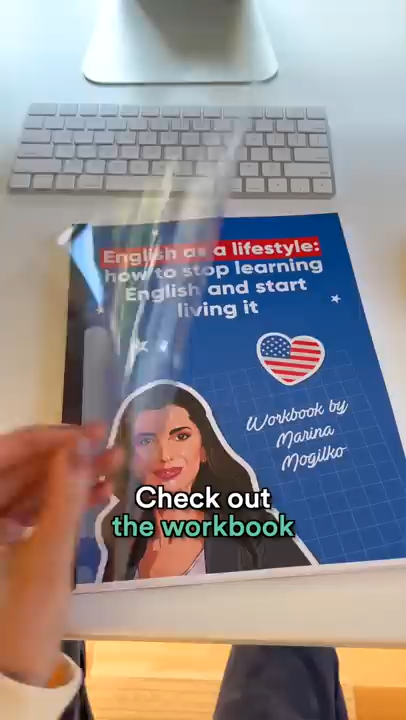 English as a lifestyle:
how to stop learning
English and start
living it
Workbook by
Marina
Mogilko
Check out
the workbook